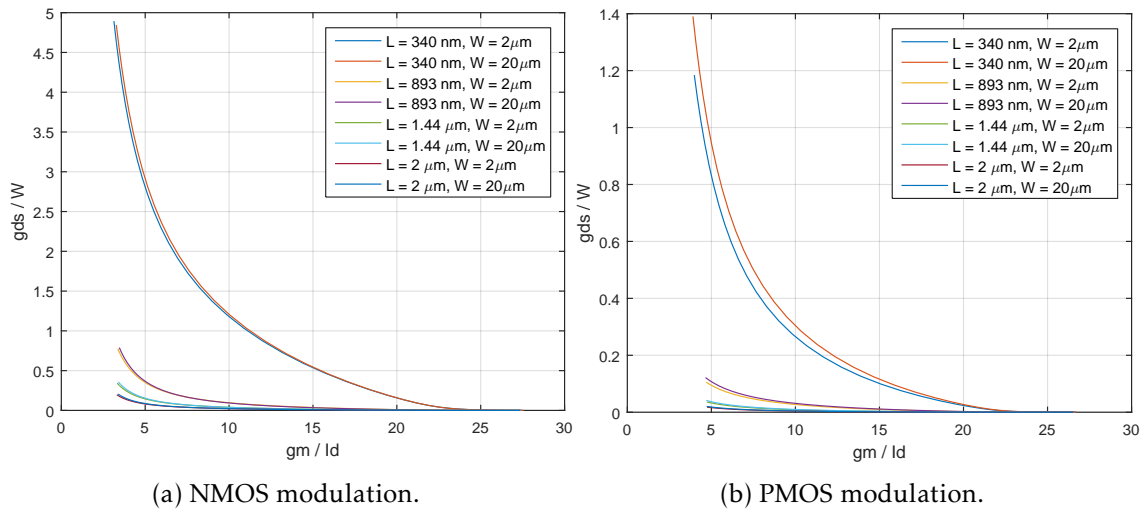 5
4.5
4
3.5
3
2.5
2
1.5
1
0.5
0
gds / W
0 5 10 15 20 25 30
gm / Id
L = 340 nm, W = 2μm
L = 340 nm, W = 20μm
L = 893 nm, W = 2μm
L = 893 nm, W = 20μm
L = 1.44 μm, W = 2μm
L = 1.44 μm, W = 20μm
L = 2 μm, W = 2μm
L = 2 μm, W = 20μm
(a) NMOS modulation.
1.4
1.2
1
0.8
0.6
0.4
0.2
0
gds / W
0 5 10 15 20 25 30
gm / Id
L = 340 nm, W = 2μm
L = 340 nm, W = 20μm
L = 893 nm, W = 2μm
L = 893 nm, W = 20μm
L = 1.44 μm, W = 2μm
L = 1.44 μm, W = 20μm
L = 2 μm, W = 2μm
L = 2 μm, W = 20μm
(b) PMOS modulation.